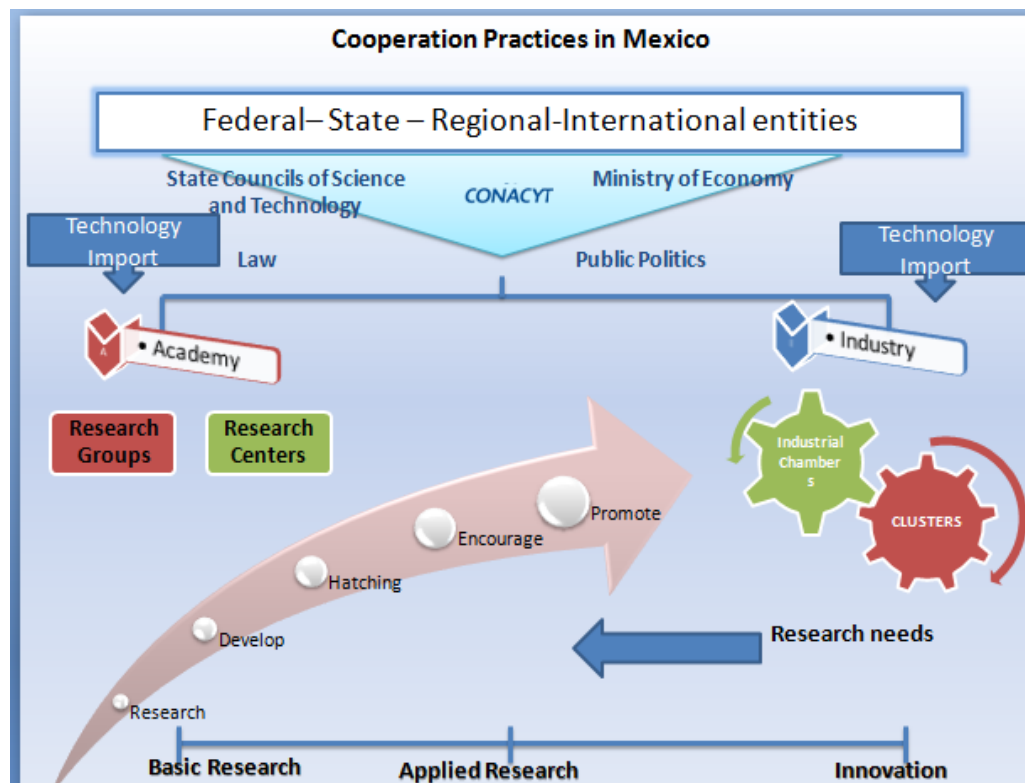 Cooperation Practices in Mexico
Federal– State – Regional-International entities
State Councils of Science
and Technology
CONACYT
Ministry of Economy
Technology
Import
Technology
Import
Law
Public Politics
A
• Academy
• Industry
Research
Groups
Research
Centers
Industrial
Chamber
s
CLUSTERS
Promote
Encourage
Hatching
Develop
Research
Research needs
Basic Research
Applied Research
Innovation